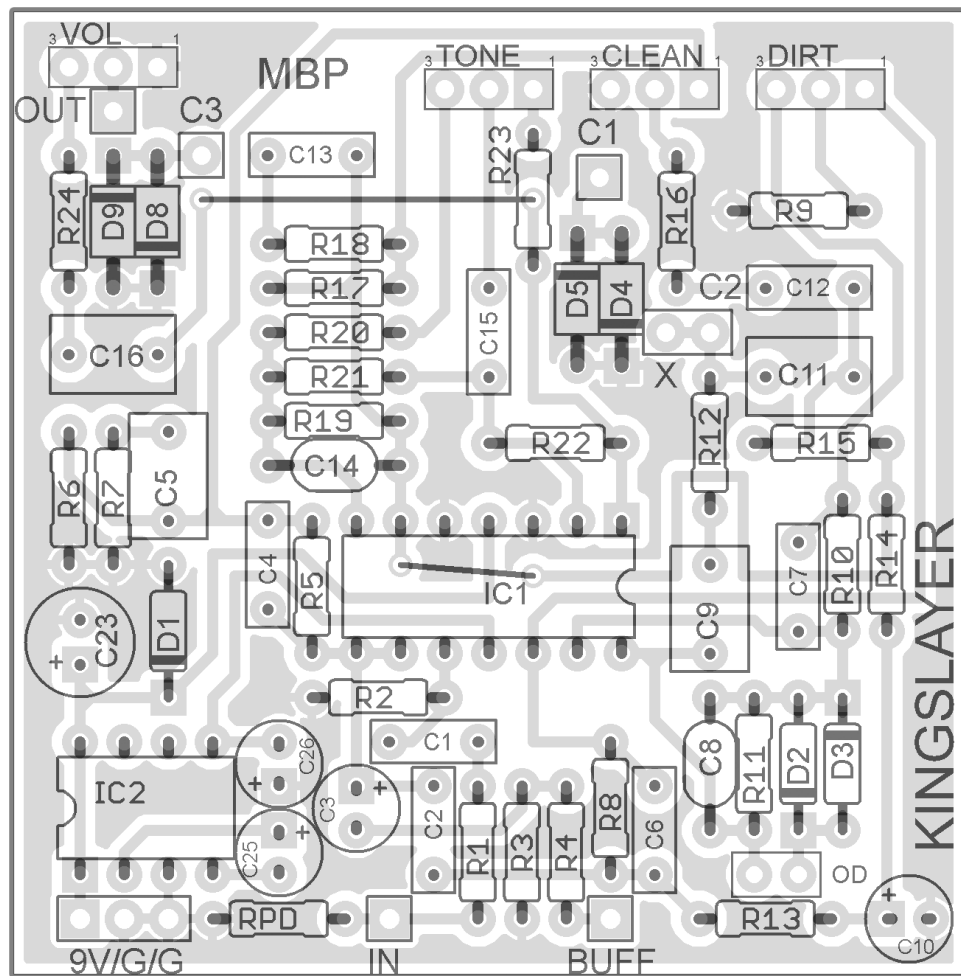 VOL
3 1
MBP
TONE
3 1
CLEAN
3 1
DIRT
3 1
OUT
C3
C13
R23
C1
R24
D9
D8
R16
R9
R18
R17
R20
R21
R19
C14
C15
D5
D4
C2
C12
X
C11
C16
R12
R15
R22
R6
R7
C5
C4
R5
IC1
C9
C7
R10
R14
KINGSLAYER
+
C23
D1
R2
C1
C8
R11
D2
D3
IC2
C26
+
C3
+
C25
+
C2
R1
R3
R4
R8
C6
OD
RPD
R13
+
C10
9V/G/G
IN
BUFF